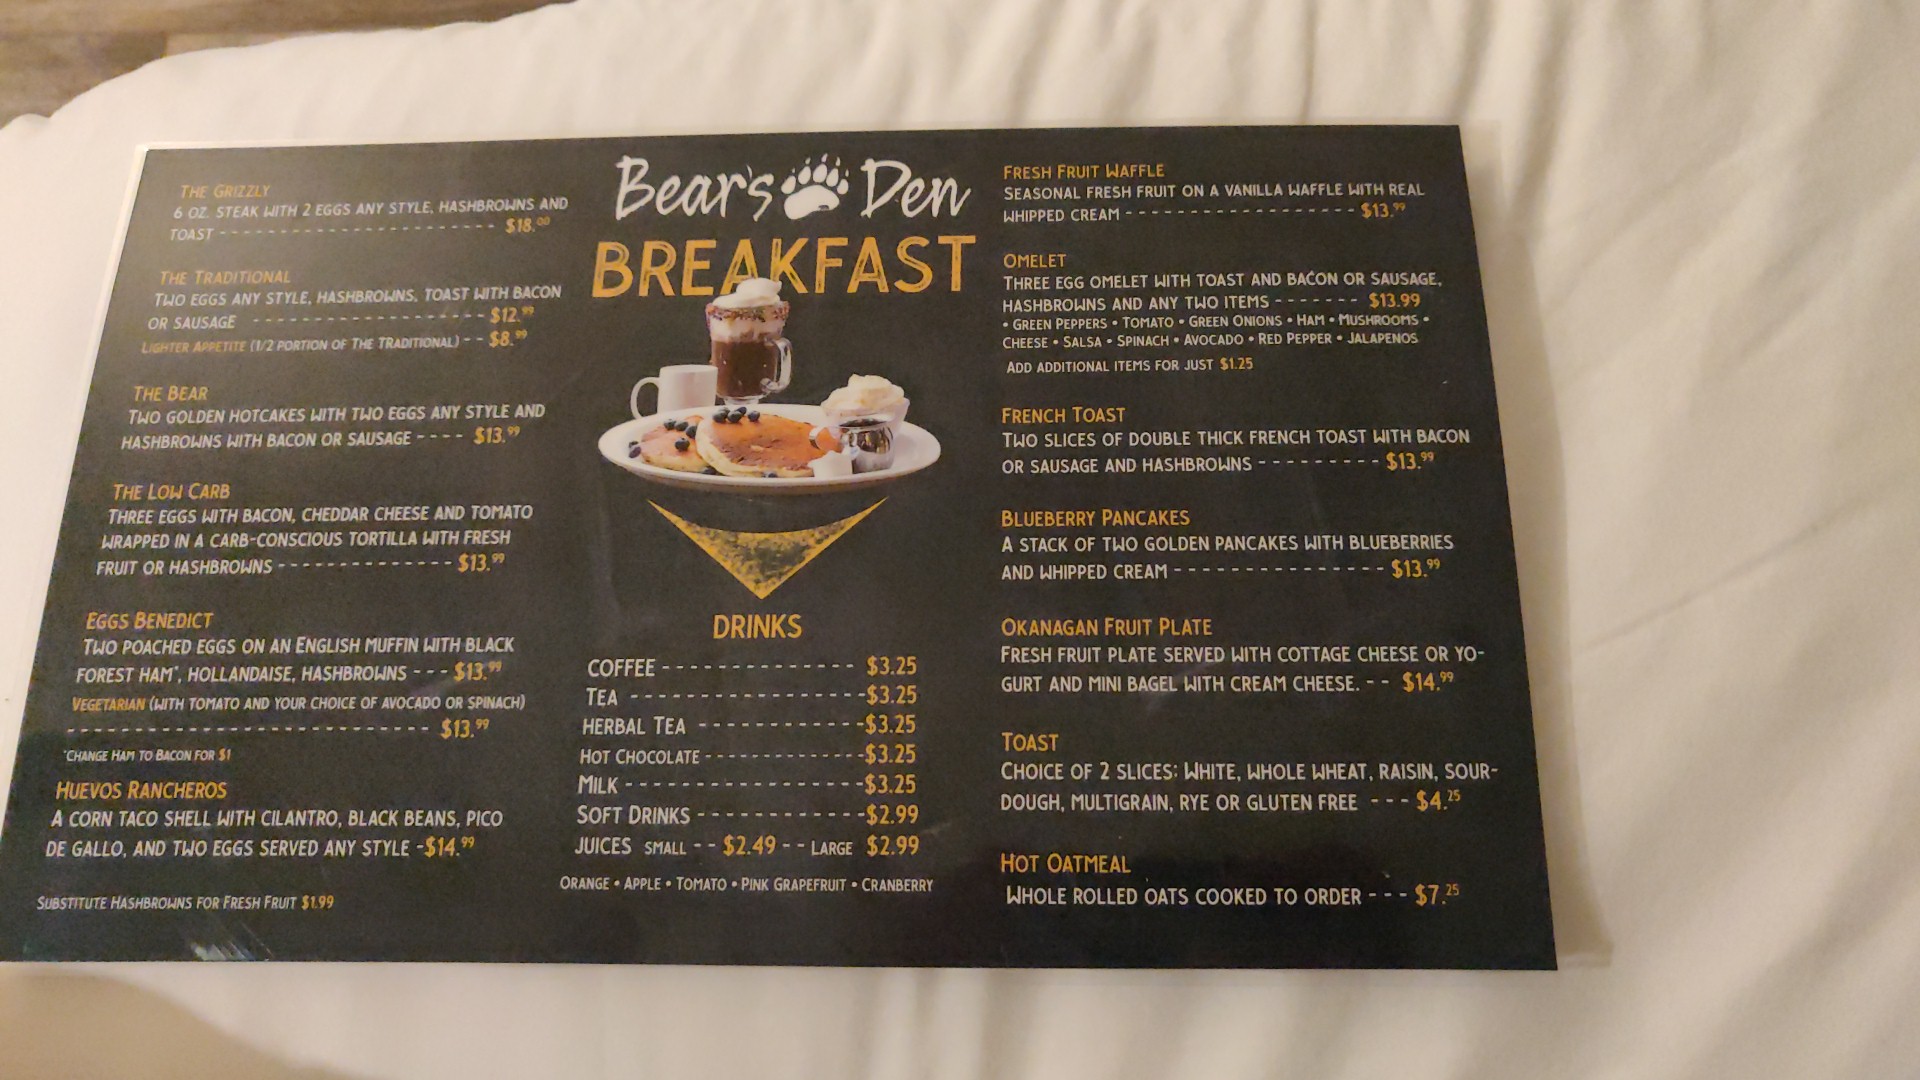 The Grizzly
6 oz. steak with 2 eggs any style, hashbrowns and
toast - - - - - - - - - - - - - - - - - - - - - - $18.00
The Traditional
Two eggs any style, hashbrowns, toast with bacon
or sausage - - - - - - - - - - - - - - - - - - $12.99
Lighter Appetite (1/2 portion of The Traditional) - - $8.99
The Bear
Two golden hotcakes with two eggs any style and
hashbrowns with bacon or sausage - - - - $13.99
The Low Carb
Three eggs with bacon, cheddar cheese and tomato
wrapped in a carb-conscious tortilla with fresh
fruit or hashbrowns - - - - - - - - - - - - - - $13.99
Eggs Benedict
Two poached eggs on an English muffin with black
forest ham*, hollandaise, hashbrowns - - - $13.99
Vegetarian (with tomato and your choice of avocado or spinach)
- - - - - - - - - - - - - - - - - - - - - - - - - - - - $13.99
*Change Ham to Bacon for $1
Huevos Rancheros
A corn taco shell with cilantro, black beans, pico
de gallo, and two eggs served any style - $14.99
Substitute Hashbrowns for Fresh Fruit $1.99
Bear's Den
BREAKFAST
DRINKS
Coffee - - - - - - - - - - - - - - $3.25
Tea - - - - - - - - - - - - - - - - - $3.25
Herbal Tea - - - - - - - - - - - - $3.25
Hot Chocolate - - - - - - - - - - - - $3.25
Milk - - - - - - - - - - - - - - - - - $3.25
Soft Drinks - - - - - - - - - - - - $2.99
Juices small - - $2.49 - - Large $2.99
Orange • Apple • Tomato • Pink Grapefruit • Cranberry
Fresh Fruit Waffle
Seasonal fresh fruit on a vanilla waffle with real
whipped cream - - - - - - - - - - - - - - - - - - $13.99
Omelet
Three egg omelet with toast and bacon or sausage,
hashbrowns and any two items - - - - - - - $13.99
• Green Peppers • Tomato • Green Onions • Ham • Mushrooms •
Cheese • Salsa • Spinach • Avocado • Red Pepper • Jalapenos
Add additional items for just $1.25
French Toast
Two slices of double thick French toast with bacon
or sausage and hashbrowns - - - - - - - - - $13.99
Blueberry Pancakes
A stack of two golden pancakes with blueberries
and whipped cream - - - - - - - - - - - - - - - - $13.99
Okanagan Fruit Plate
Fresh fruit plate served with cottage cheese or yo-
gurt and mini bagel with cream cheese. - - $14.99
Toast
Choice of 2 slices: White, whole wheat, raisin, sour-
dough, multigrain, rye or gluten free - - - $4.25
Hot Oatmeal
Whole rolled oats cooked to order - - - $7.25